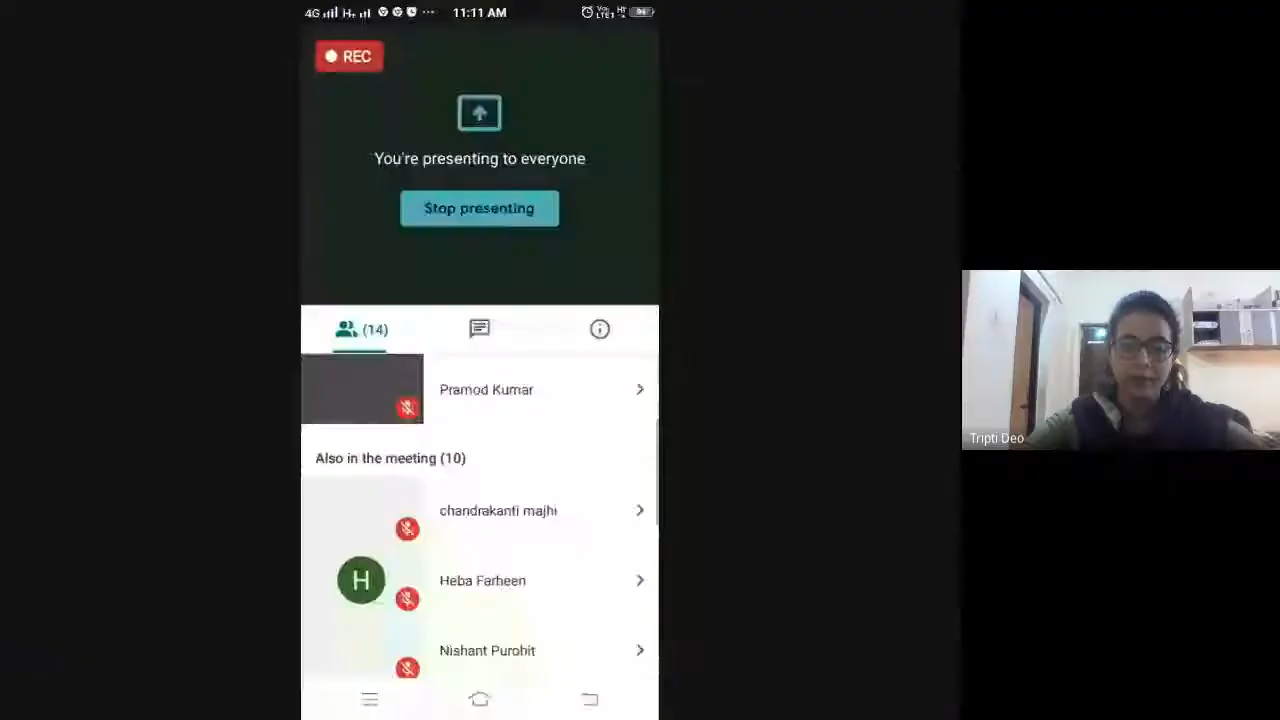 4G H+ 11:11 AM
REC
You're presenting to everyone
Stop presenting
(14)
Pramod Kumar
Also in the meeting (10)
chandrakanti majhi
H
Heba Farheen
Nishant Purohit
Tripti Deo